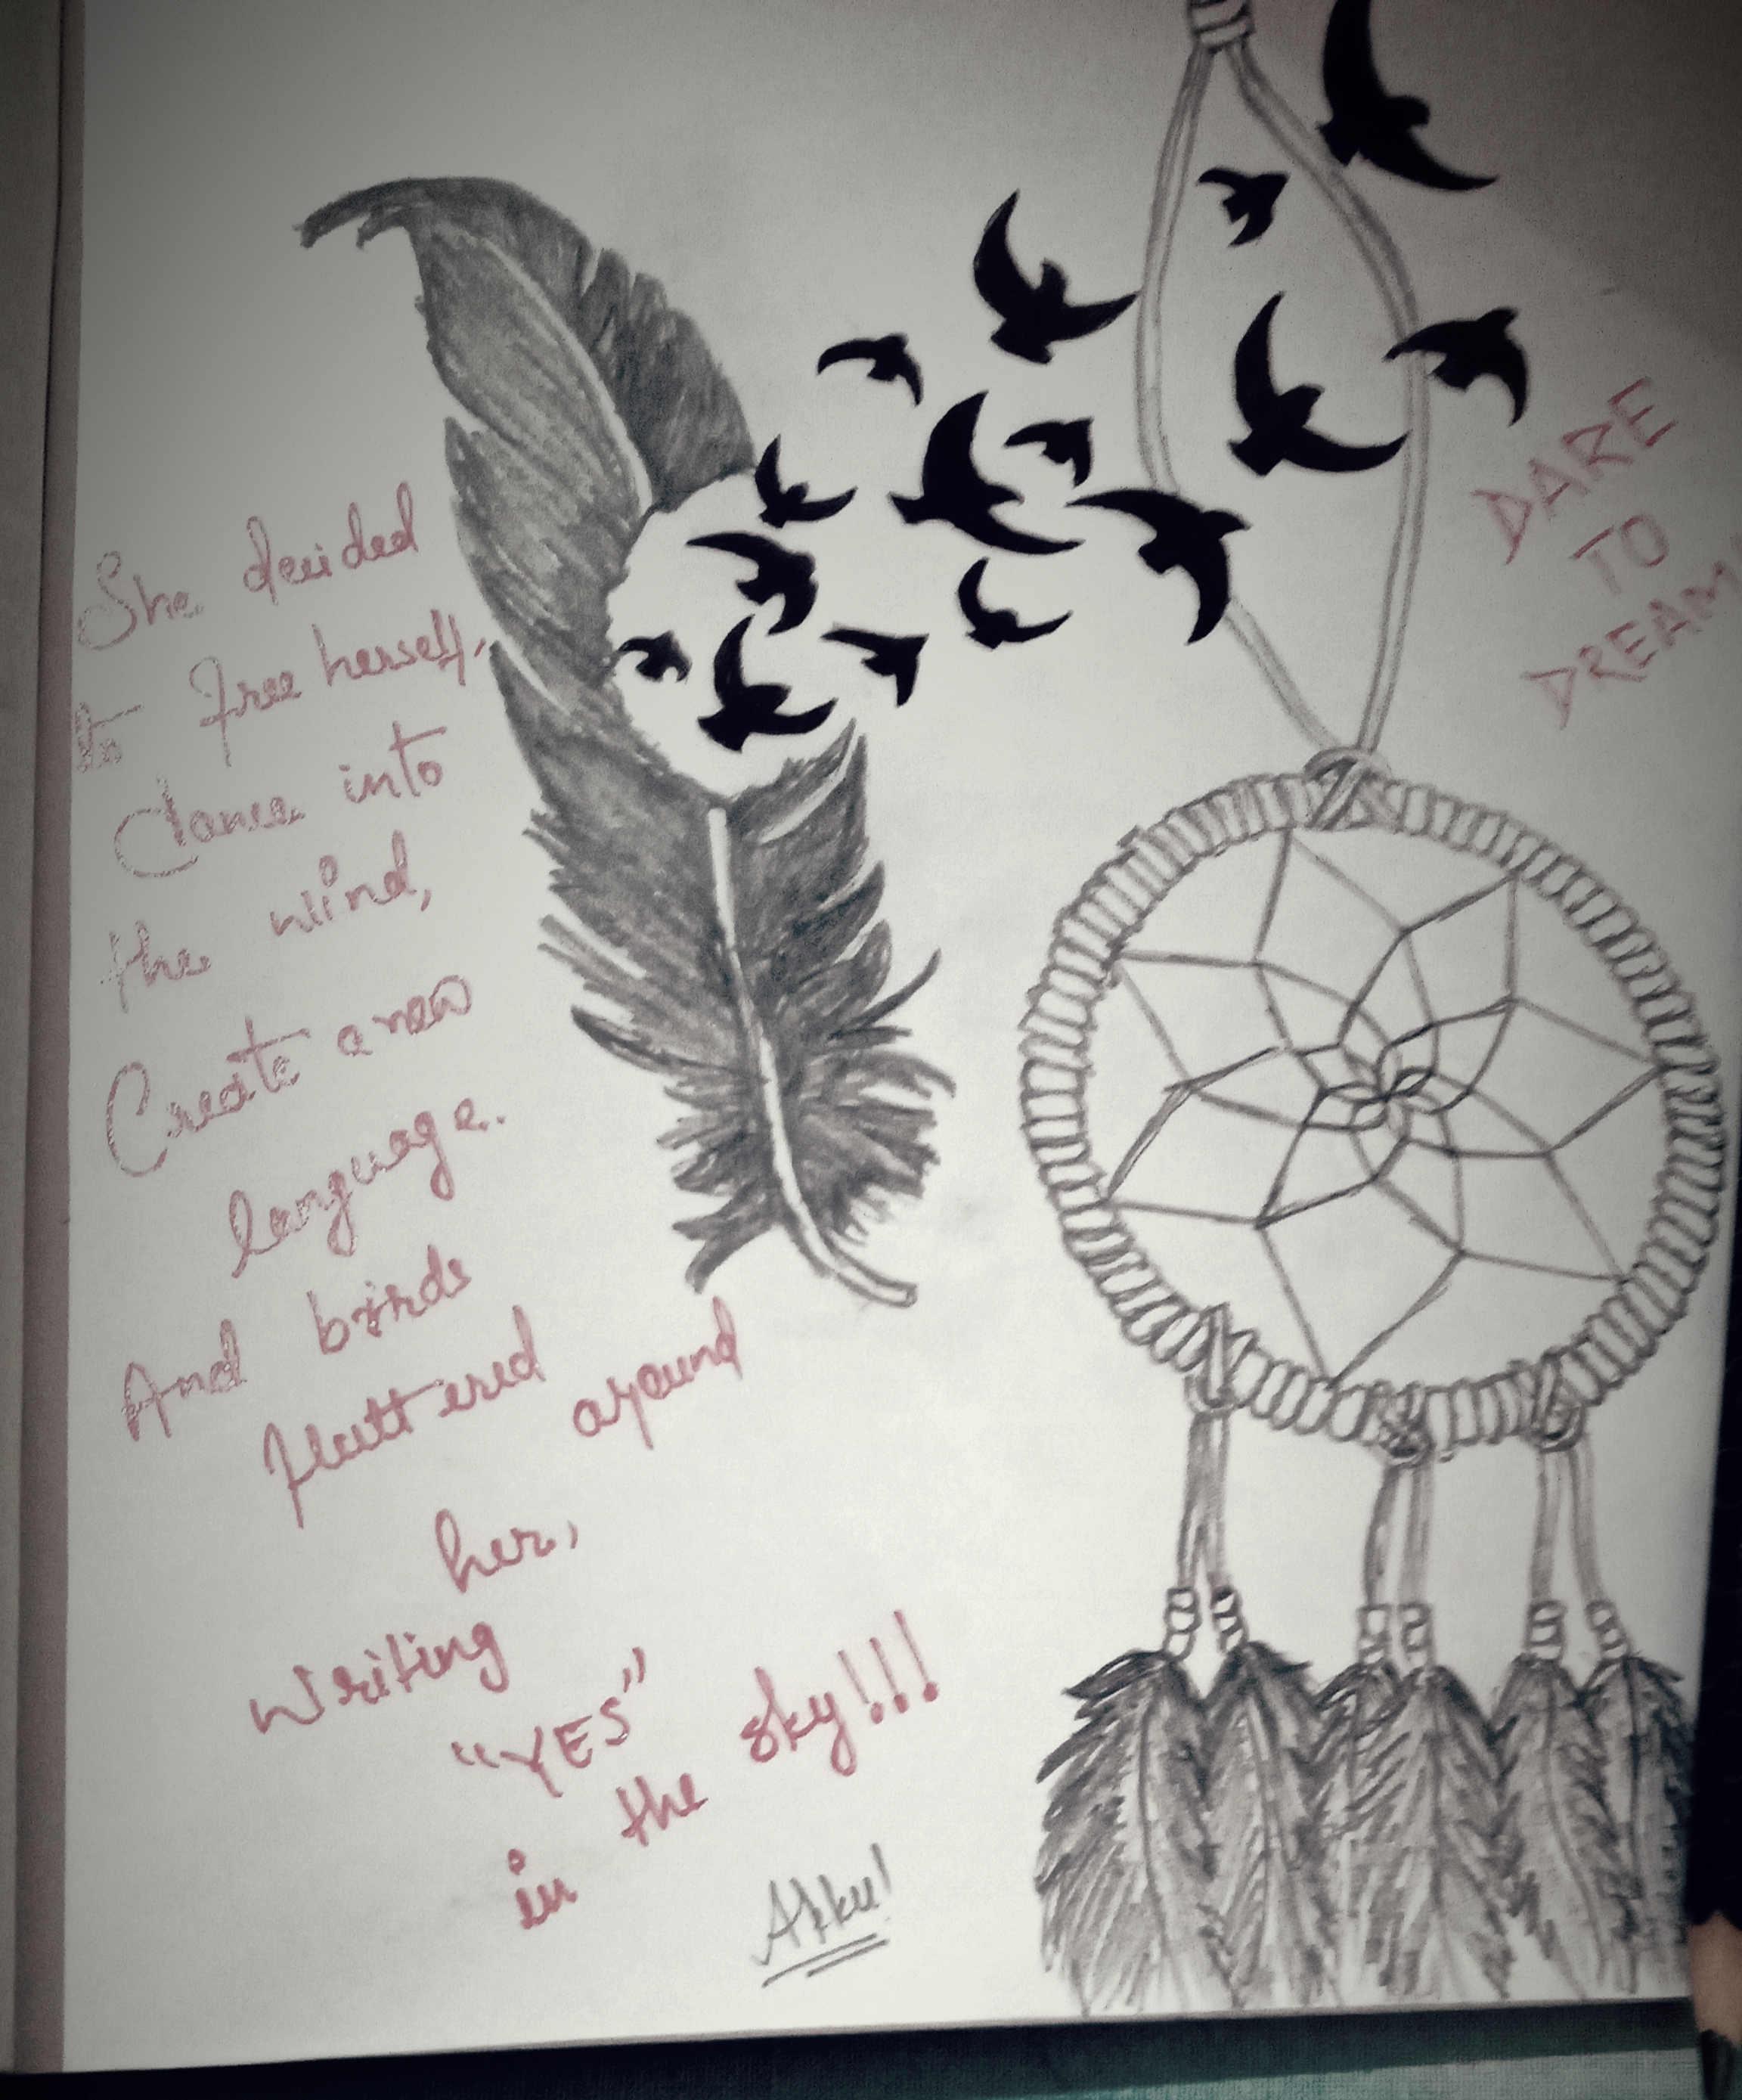 She decided
to free herself,
dance into
the wind,
Create a new
language.
And birds
fluttered around
her,
writing
"YES"
in the sky!!!
Akku!
DARE
TO
DREAM